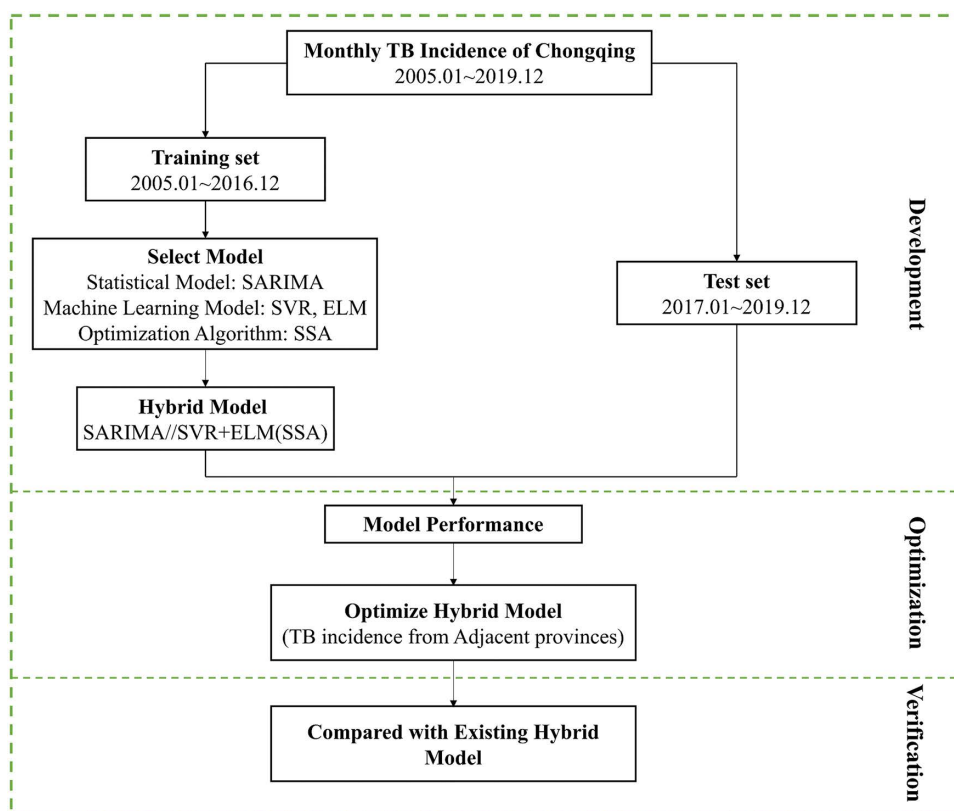 Monthly TB Incidence of Chongqing
2005.01~2019.12
Training set
2005.01~2016.12
Select Model
Statistical Model: SARIMA
Machine Learning Model: SVR, ELM
Optimization Algorithm: SSA
Test set
2017.01~2019.12
Hybrid Model
SARIMA//SVR+ELM(SSA)
Development
Model Performance
Optimize Hybrid Model
(TB incidence from Adjacent provinces)
Optimization
Compared with Existing Hybrid
Model
Verification